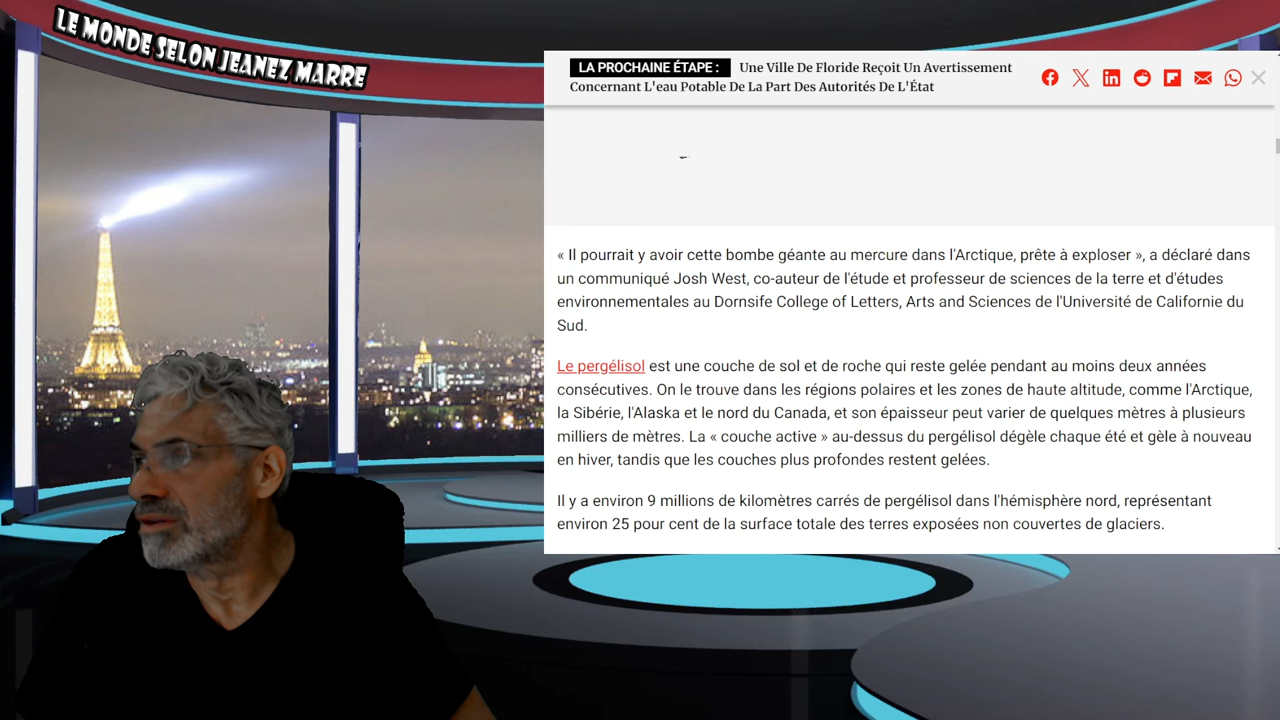 LE MONDE SELON JEANEZ MARRE
LA PROCHAINE ÉTAPE : Une Ville De Floride Reçoit Un Avertissement
Concernant L'eau Potable De La Part Des Autorités De L'État
« Il pourrait y avoir cette bombe géante au mercure dans l'Arctique, prête à exploser », a déclaré dans
un communiqué Josh West, co-auteur de l'étude et professeur de sciences de la terre et d'études
environnementales au Dornsife College of Letters, Arts and Sciences de l'Université de Californie du
Sud.
Le pergélisol est une couche de sol et de roche qui reste gelée pendant au moins deux années
consécutives. On le trouve dans les régions polaires et les zones de haute altitude, comme l'Arctique,
la Sibérie, l'Alaska et le nord du Canada, et son épaisseur peut varier de quelques mètres à plusieurs
milliers de mètres. La « couche active » au-dessus du pergélisol dégèle chaque été et gèle à nouveau
en hiver, tandis que les couches plus profondes restent gelées.
Il y a environ 9 millions de kilomètres carrés de pergélisol dans l'hémisphère nord, représentant
environ 25 pour cent de la surface totale des terres exposées non couvertes de glaciers.